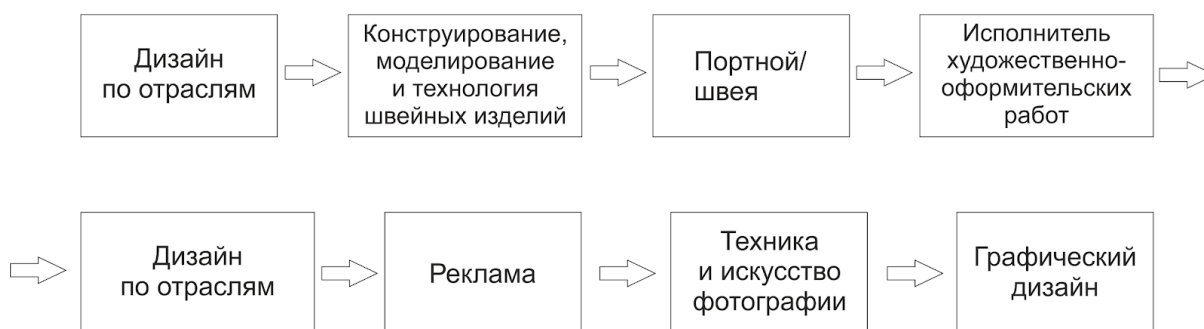 Дизайн
по отраслям
Конструирование,
моделирование
и технология
швейных изделий
Портной/
швея
Исполнитель
художественно-
оформительских
работ
Дизайн
по отраслям
Реклама
Техника
и искусство
фотографии
Графический
дизайн